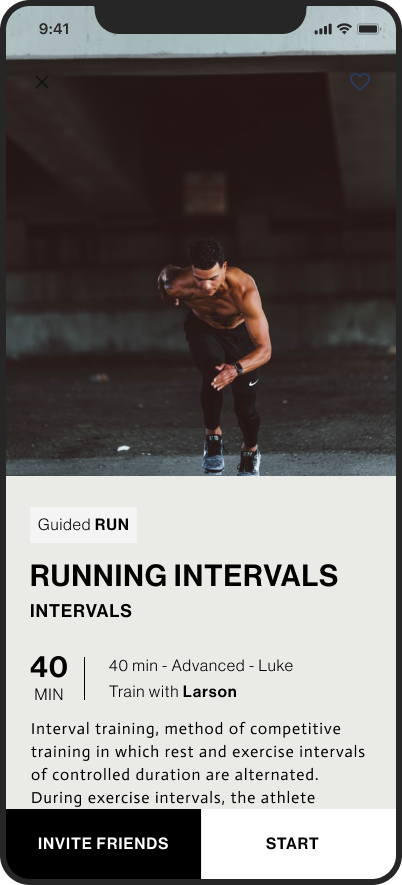 9:41
Guided RUN
RUNNING INTERVALS
INTERVALS
40
MIN
40 min - Advanced - Luke
Train with Larson
Interval training, method of competitive
training in which rest and exercise intervals
of controlled duration are alternated.
During exercise intervals, the athlete
INVITE FRIENDS
START